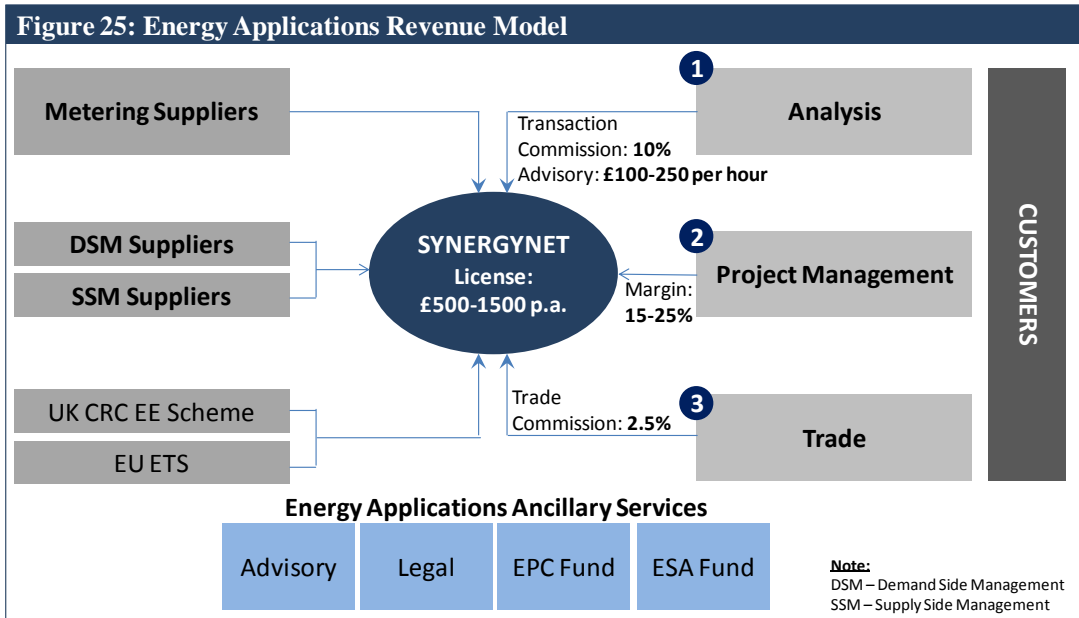 Figure 25: Energy Applications Revenue Model
Metering Suppliers
DSM Suppliers
SSM Suppliers
UK CRC EE Scheme
EU ETS
SYNERGYNET
License:
£500-1500 p.a.
1
Analysis
Transaction
Commission: 10%
Advisory: £100-250 per hour
2
Project Management
Margin:
15-25%
3
Trade
Trade
Commission: 2.5%
CUSTOMERS
Energy Applications Ancillary Services
Advisory
Legal
EPC Fund
ESA Fund
Note:
DSM – Demand Side Management
SSM – Supply Side Management